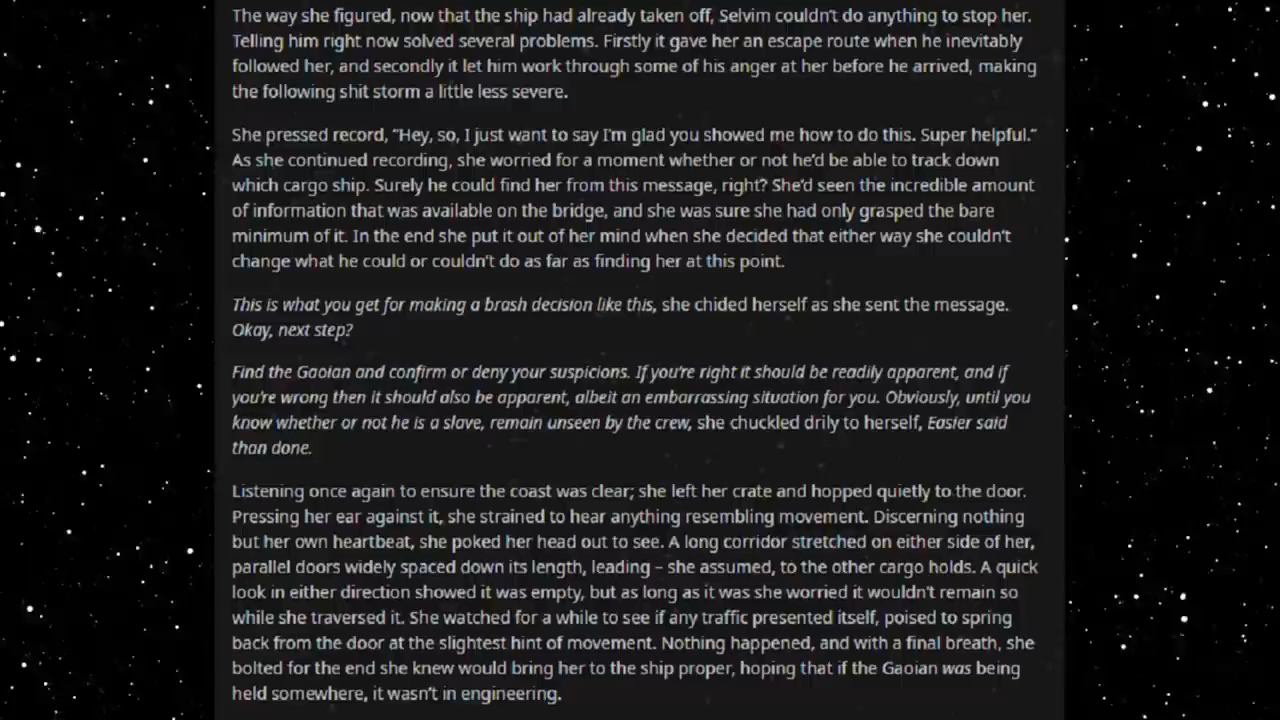 The way she figured, now that the ship had already taken off, Selvim couldn't do anything to stop her.
Telling him right now solved several problems. Firstly it gave her an escape route when he inevitably
followed her, and secondly it let him work through some of his anger at her before he arrived, making
the following shit storm a little less severe.
She pressed record, “Hey, so, I just want to say I'm glad you showed me how to do this. Super helpful.”
As she continued recording, she worried for a moment whether or not he'd be able to track down
which cargo ship. Surely he could find her from this message, right? She'd seen the incredible amount
of information that was available on the bridge, and she was sure she had only grasped the bare
minimum of it. In the end she put it out of her mind when she decided that either way she couldn't
change what he could or couldn't do as far as finding her at this point.
This is what you get for making a brash decision like this, she chided herself as she sent the message.
Okay, next step?
Find the Gaoian and confirm or deny your suspicions. If you're right it should be readily apparent, and if
you're wrong then it should also be apparent, albeit an embarrassing situation for you. Obviously, until you
know whether or not he is a slave, remain unseen by the crew, she chuckled drily to herself, Easier said
than done.
Listening once again to ensure the coast was clear; she left her crate and hopped quietly to the door.
Pressing her ear against it, she strained to hear anything resembling movement. Discerning nothing
but her own heartbeat, she poked her head out to see. A long corridor stretched on either side of her,
parallel doors widely spaced down its length, leading – she assumed, to the other cargo holds. A quick
look in either direction showed it was empty, but as long as it was she worried it wouldn't remain so
while she traversed it. She watched for a while to see if any traffic presented itself, poised to spring
back from the door at the slightest hint of movement. Nothing happened, and with a final breath, she
bolted for the end she knew would bring her to the ship proper, hoping that if the Gaoian was being
held somewhere, it wasn't in engineering.